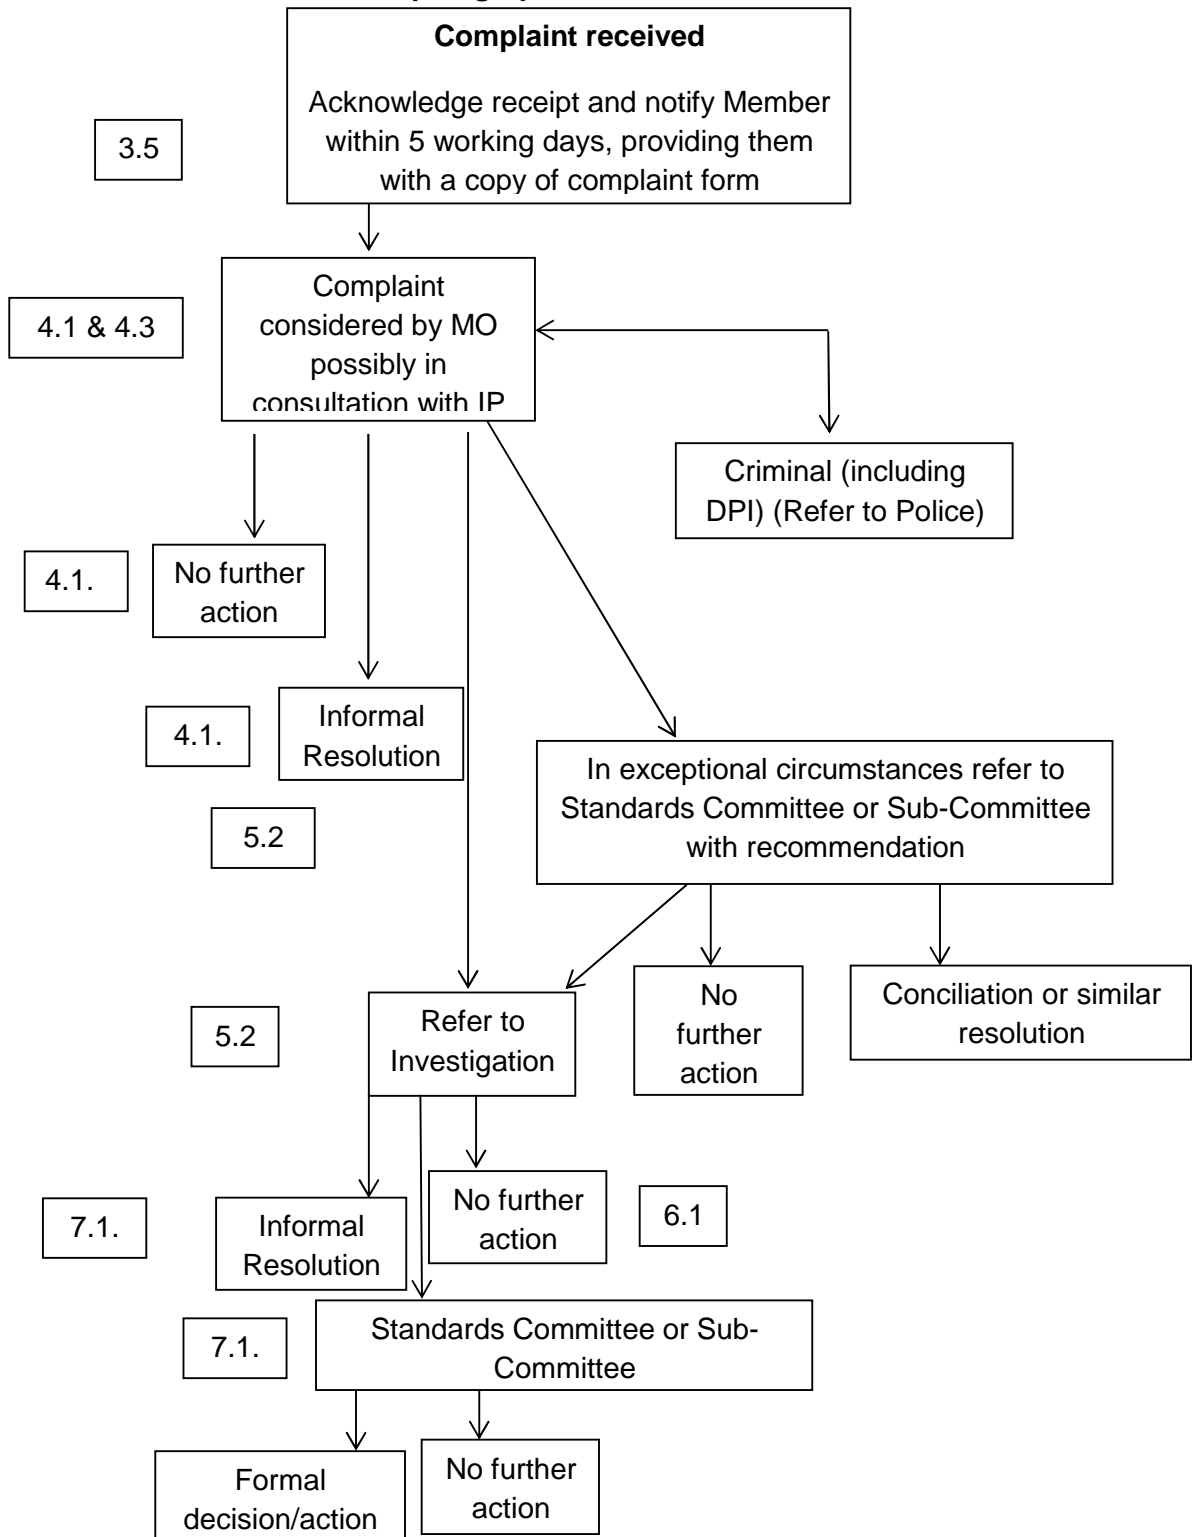 Complaint received
Acknowledge receipt and notify Member
within 5 working days, providing them
with a copy of complaint form
3.5
Complaint
considered by MO
possibly in
consultation with IP
4.1 & 4.3
Criminal (including
DPI) (Refer to Police)
4.1.
No further
action
4.1.
Informal
Resolution
5.2
In exceptional circumstances refer to
Standards Committee or Sub-Committee
with recommendation
5.2
Refer to
Investigation
No
further
action
Conciliation or similar
resolution
7.1.
Informal
Resolution
No further
action
6.1
7.1.
Standards Committee or Sub-
Committee
Formal
decision/action
No further
action